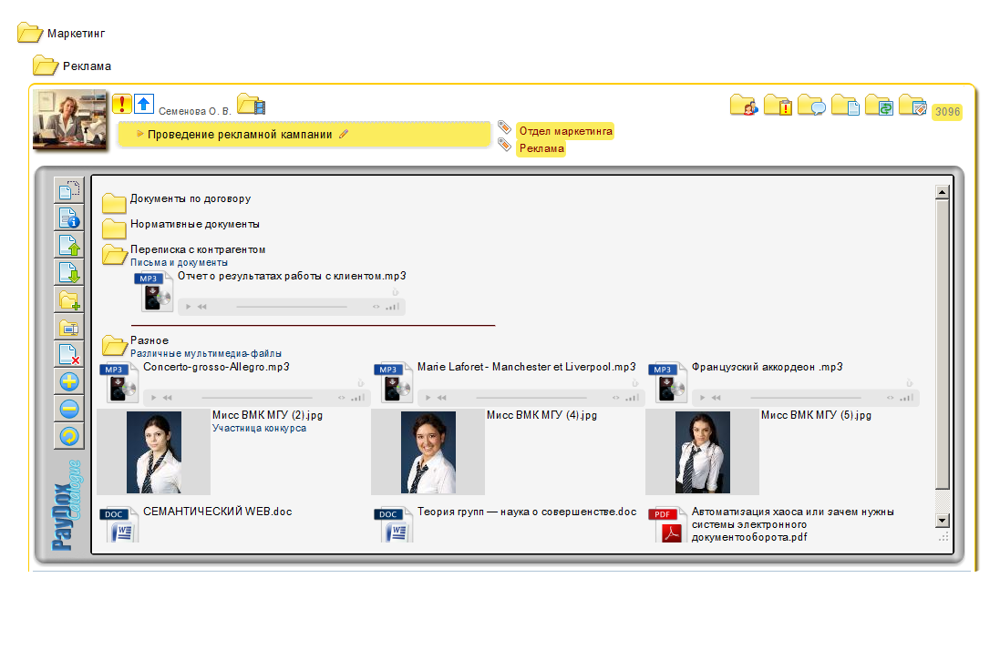 Маркетинг
Реклама
Семенова О. В.
3096
Проведение рекламной кампании
Отдел маркетинга
Реклама
Документы по договору
Нормативные документы
Переписка с контрагентом
Письма и документы
Отчет о результатах работы с клиентом.mp3
MP3
Разное
Различные мультимедиа-файлы
MP3 Concerto-grosso-Allegro.mp3
MP3 Marie Laforet - Manchester et Liverpool.mp3
MP3 Французский аккордеон .mp3
Мисс ВМК МГУ (2).jpg
Участница конкурса
Мисс ВМК МГУ (4).jpg
Мисс ВМК МГУ (5).jpg
DOC СЕМАНТИЧЕСКИЙ WEB.doc
DOC Теория групп — наука о совершенстве.doc
PDF Автоматизация хаоса или зачем нужны
системы электронного
документооборота.pdf
PayDox
Catalogue